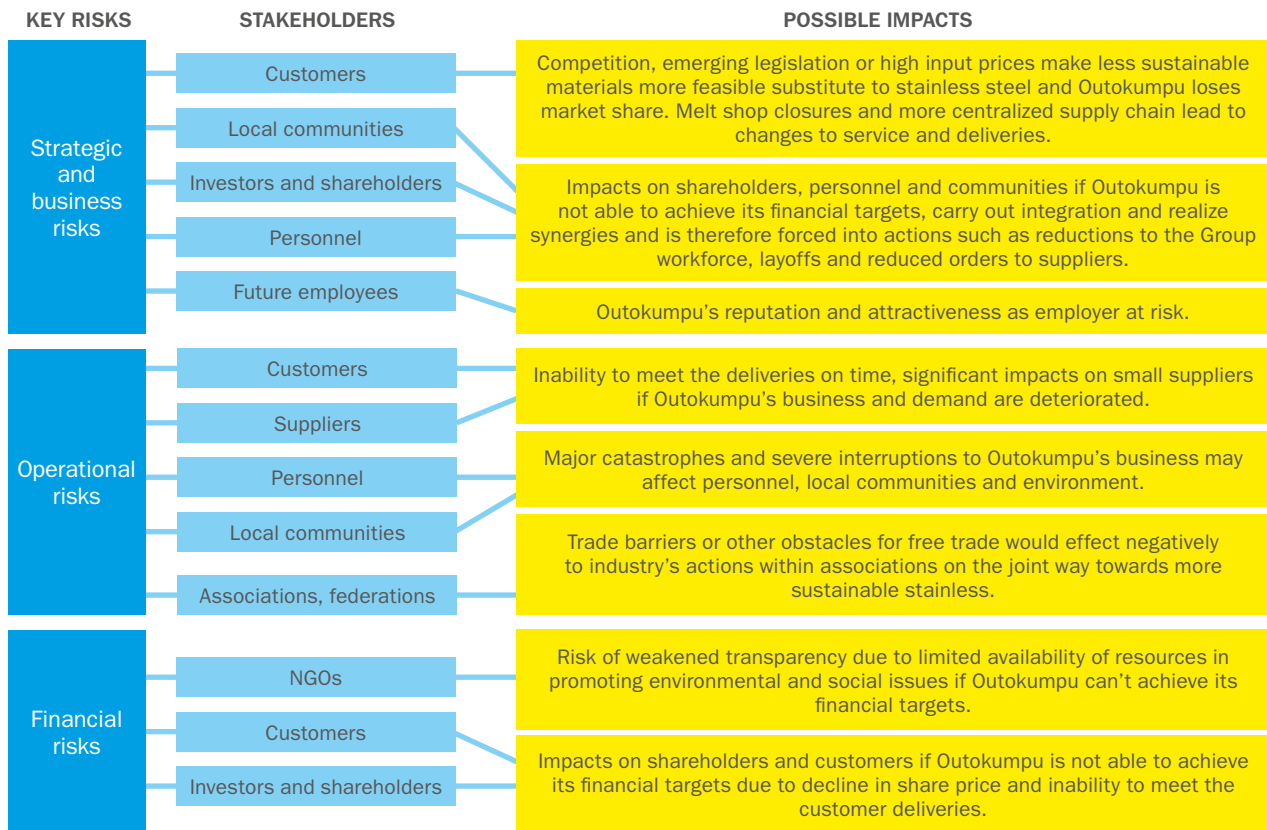 KEY RISKS
STAKEHOLDERS
POSSIBLE IMPACTS
Strategic
and
business
risks
Customers
Local communities
Investors and shareholders
Personnel
Future employees
Competition, emerging legislation or high input prices make less sustainable
materials more feasible substitute to stainless steel and Outokumpu loses
market share. Melt shop closures and more centralized supply chain lead to
changes to service and deliveries.
Impacts on shareholders, personnel and communities if Outokumpu is
not able to achieve its financial targets, carry out integration and realize
synergies and is therefore forced into actions such as reductions to the Group
workforce, layoffs and reduced orders to suppliers.
Outokumpu's reputation and attractiveness as employer at risk.
Operational
risks
Customers
Suppliers
Personnel
Local communities
Associations, federations
Inability to meet the deliveries on time, significant impacts on small suppliers
if Outokumpu's business and demand are deteriorated.
Major catastrophes and severe interruptions to Outokumpu's business may
affect personnel, local communities and environment.
Trade barriers or other obstacles for free trade would effect negatively
to industry's actions within associations on the joint way towards more
sustainable stainless.
Financial
risks
NGOs
Customers
Investors and shareholders
Risk of weakened transparency due to limited availability of resources in
promoting environmental and social issues if Outokumpu can't achieve its
financial targets.
Impacts on shareholders and customers if Outokumpu is not able to achieve
its financial targets due to decline in share price and inability to meet the
customer deliveries.